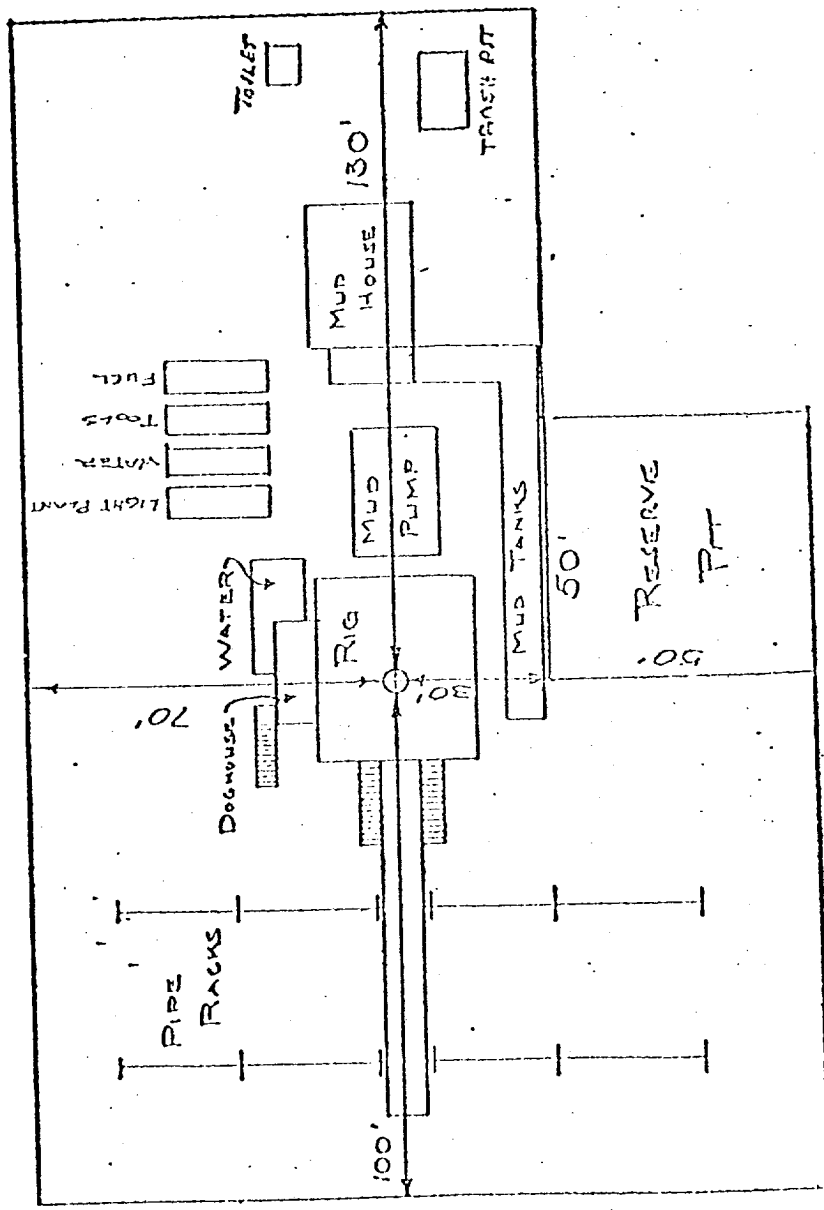 TOILET
TRASH PIT
130'
MUD
HOUSE
FUEL
TOOLS
WATER
LIGHT PLANT
MUD
PUMP
MUD TANKS
50'
RESERVE
PIT
50'
WATER
RIG
30'
70'
DOGHOUSE
PIPE
RACKS
100'